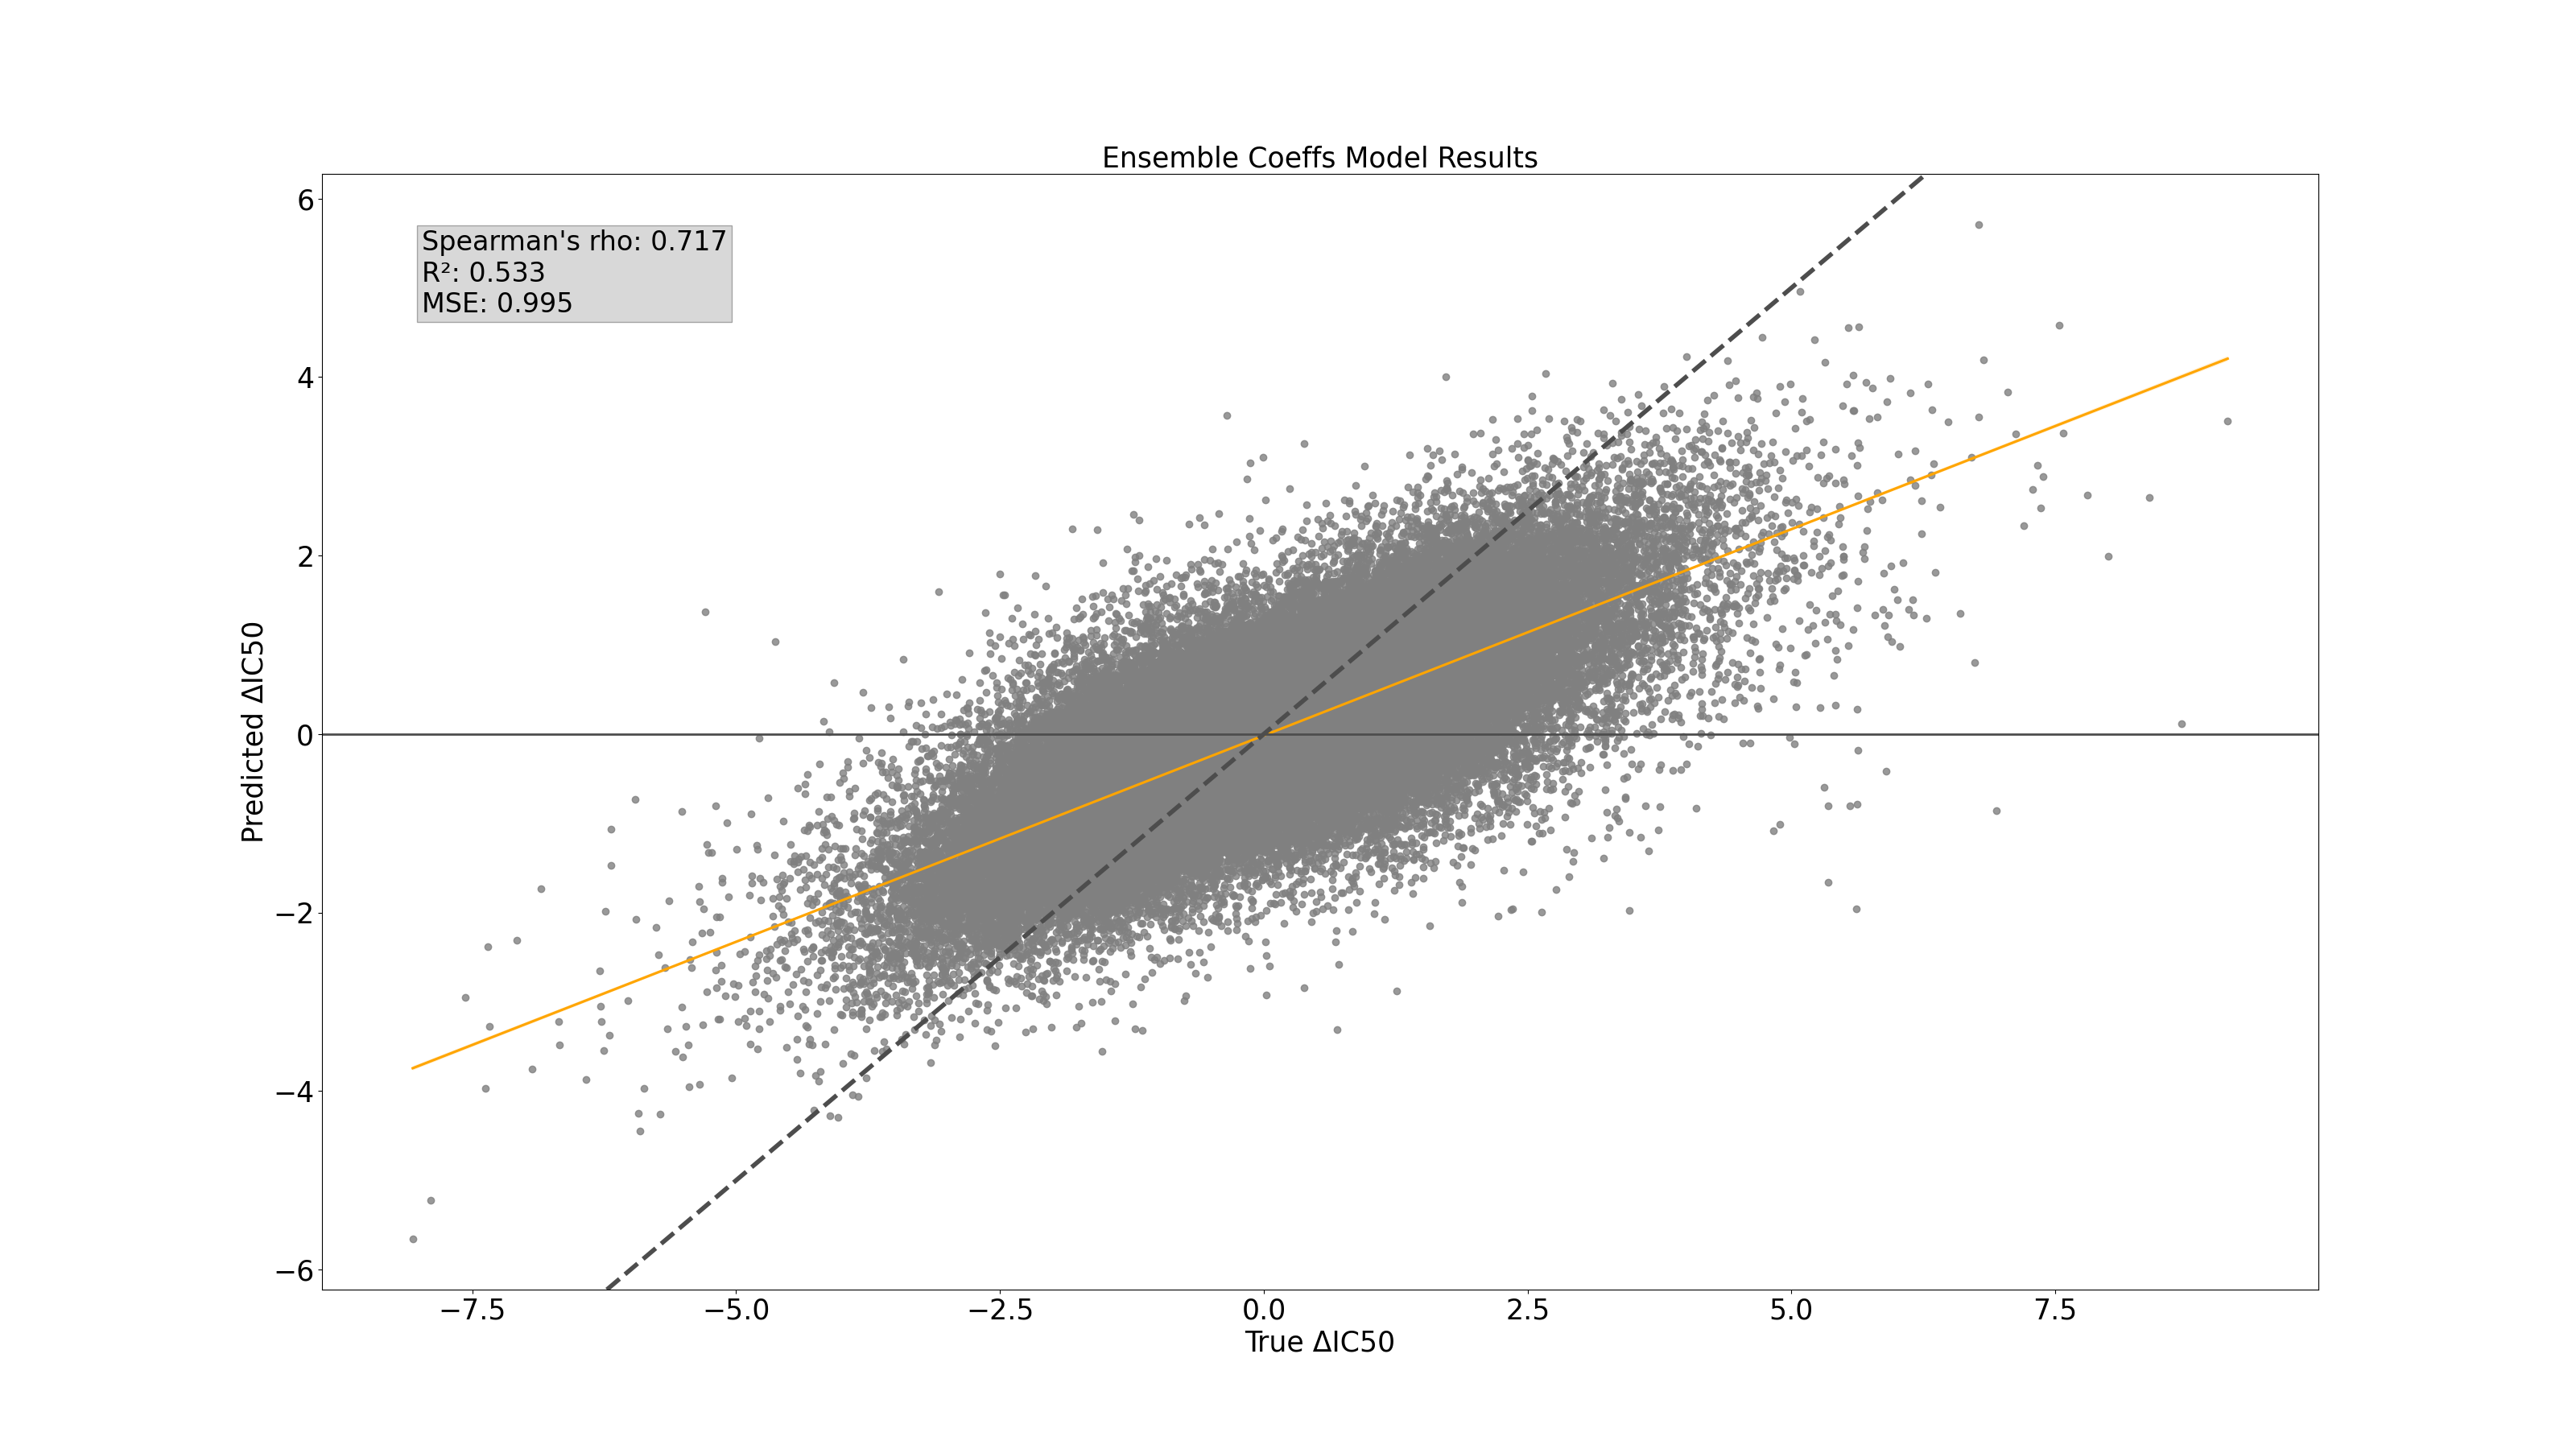 Ensemble Coeffs Model Results
Spearman's rho: 0.717
R²: 0.533
MSE: 0.995
6
4
2
0
−2
−4
−6
Predicted ΔIC50
−7.5 −5.0 −2.5 0.0 2.5 5.0 7.5
True ΔIC50